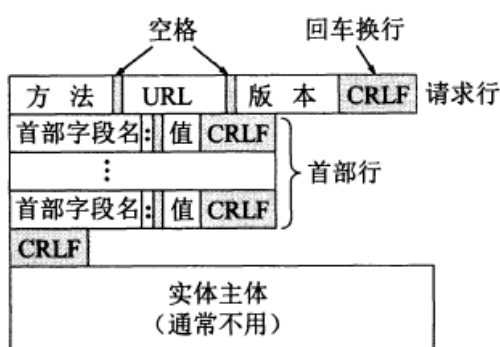 空格 回车换行
方 法 URL 版 本 CRLF 请求行
首部字段名: 值 CRLF
⋮ 首部行
首部字段名: 值 CRLF
CRLF
实体主体
（通常不用）